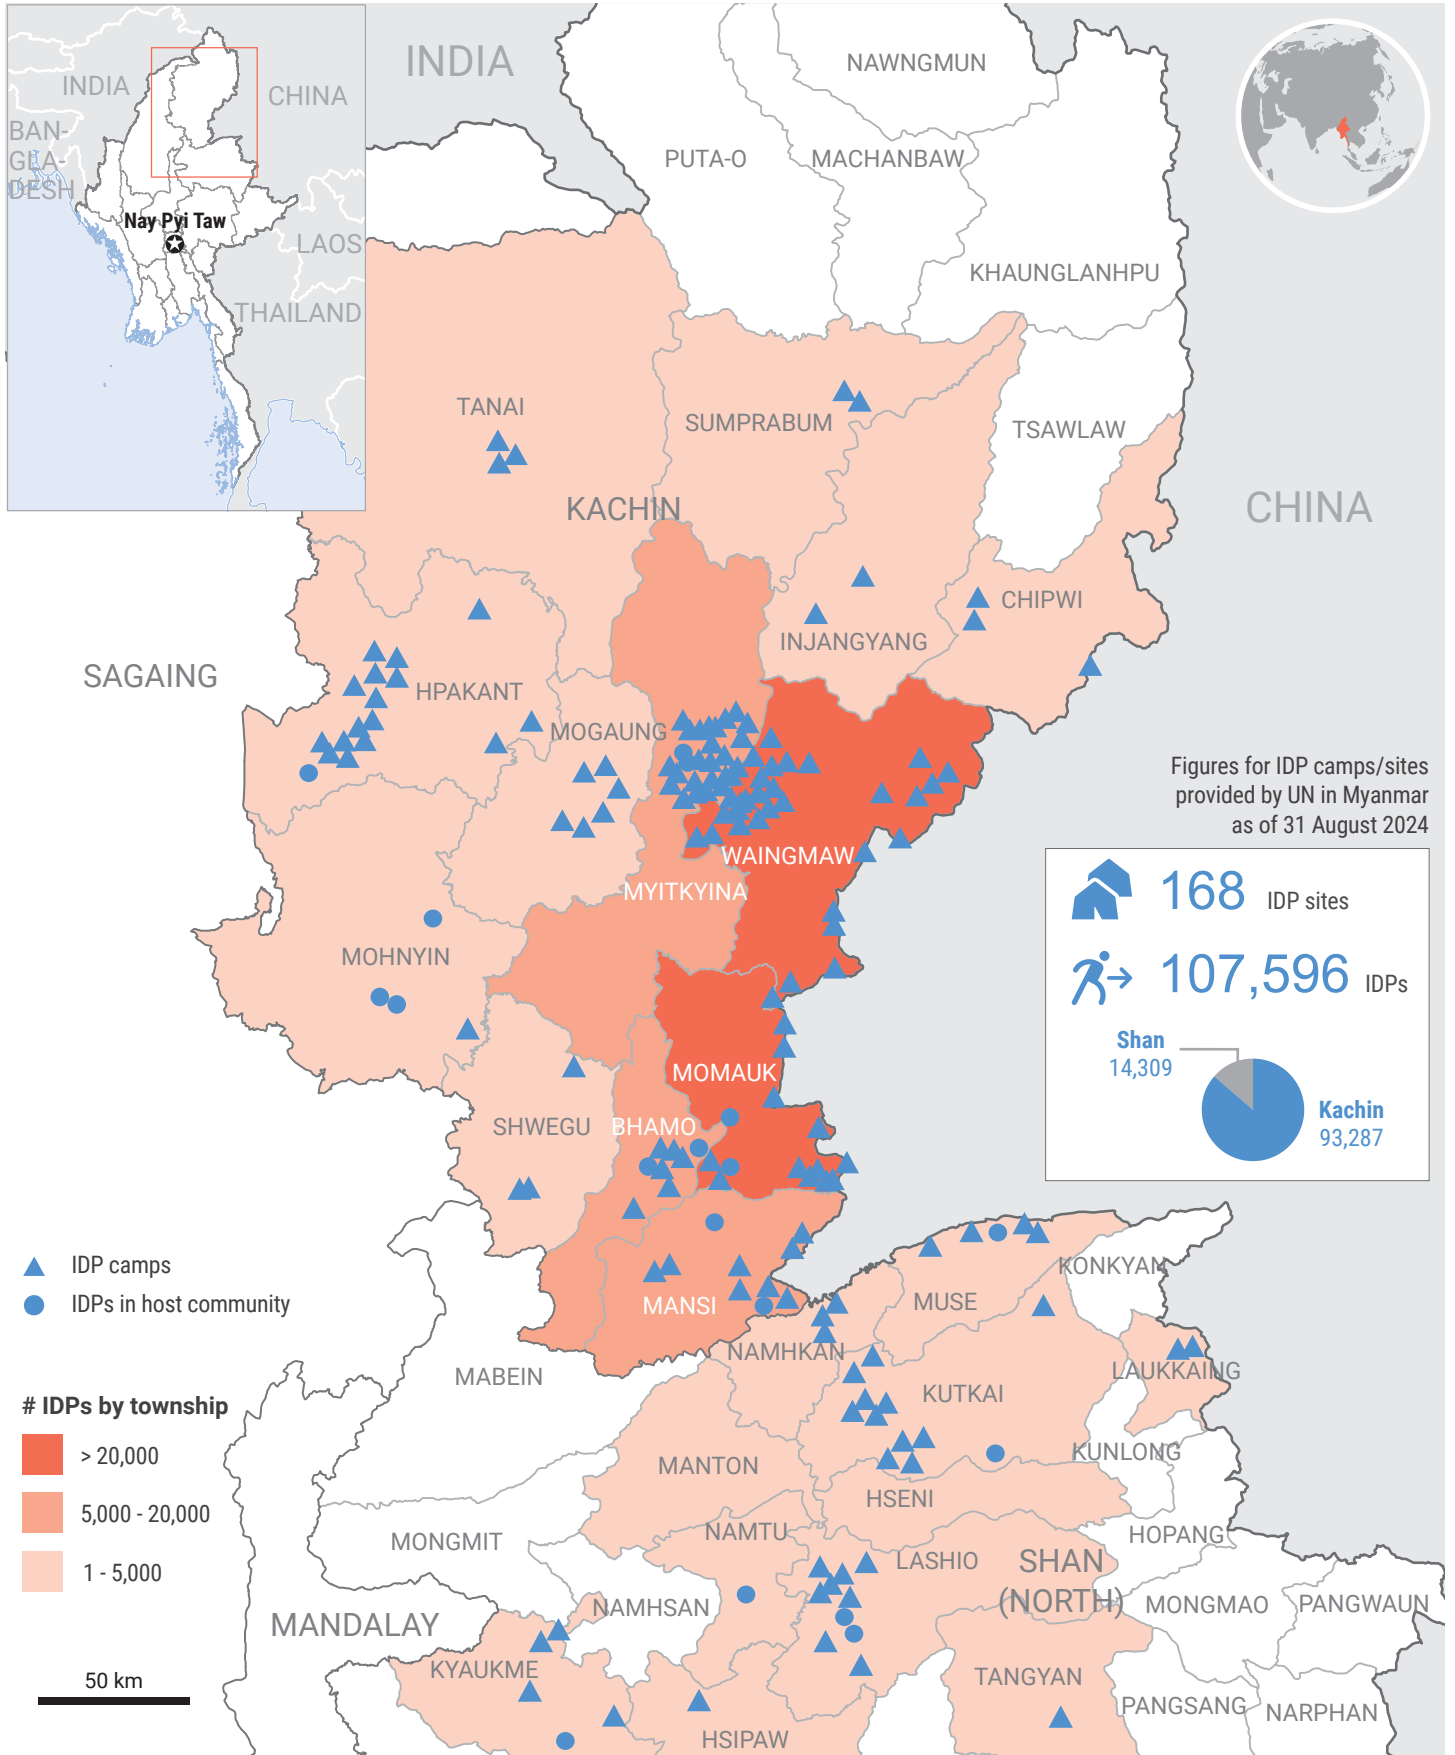 INDIA
CHINA
BAN-
GLA-
DESH
Nay Pyi Taw
LAOS
THAILAND
INDIA
NAWNGMUN
PUTA-O
MACHANBAW
KHAUNGLANHPU
TANAI
SUMPRABUM
TSAWLAW
KACHIN
CHINA
CHIPWI
INJANGYANG
SAGAING
HPAKANT
MOGAUNG
WAINGMAW
MYITKYINA
MOHNYIN
MOMAUK
SHWEGU
BHAMO
Figures for IDP camps/sites
provided by UN in Myanmar
as of 31 August 2024
168 IDP sites
107,596 IDPs
Shan
14,309
Kachin
93,287
IDP camps
IDPs in host community
# IDPs by township
> 20,000
5,000 - 20,000
1 - 5,000
50 km
KONKYAN
MUSE
MANSI
NAMHKAN
LAUKKAING
MABEIN
KUTKAI
KUNLONG
MANTON
HSENI
NAMTU
HOPANG
MONGMIT
LASHIO
SHAN
(NORTH)
NAMHSAN
MONGMAO
PANGWAUN
MANDALAY
KYAUKME
TANGYAN
PANGSANG
NARPHAN
HSIPAW